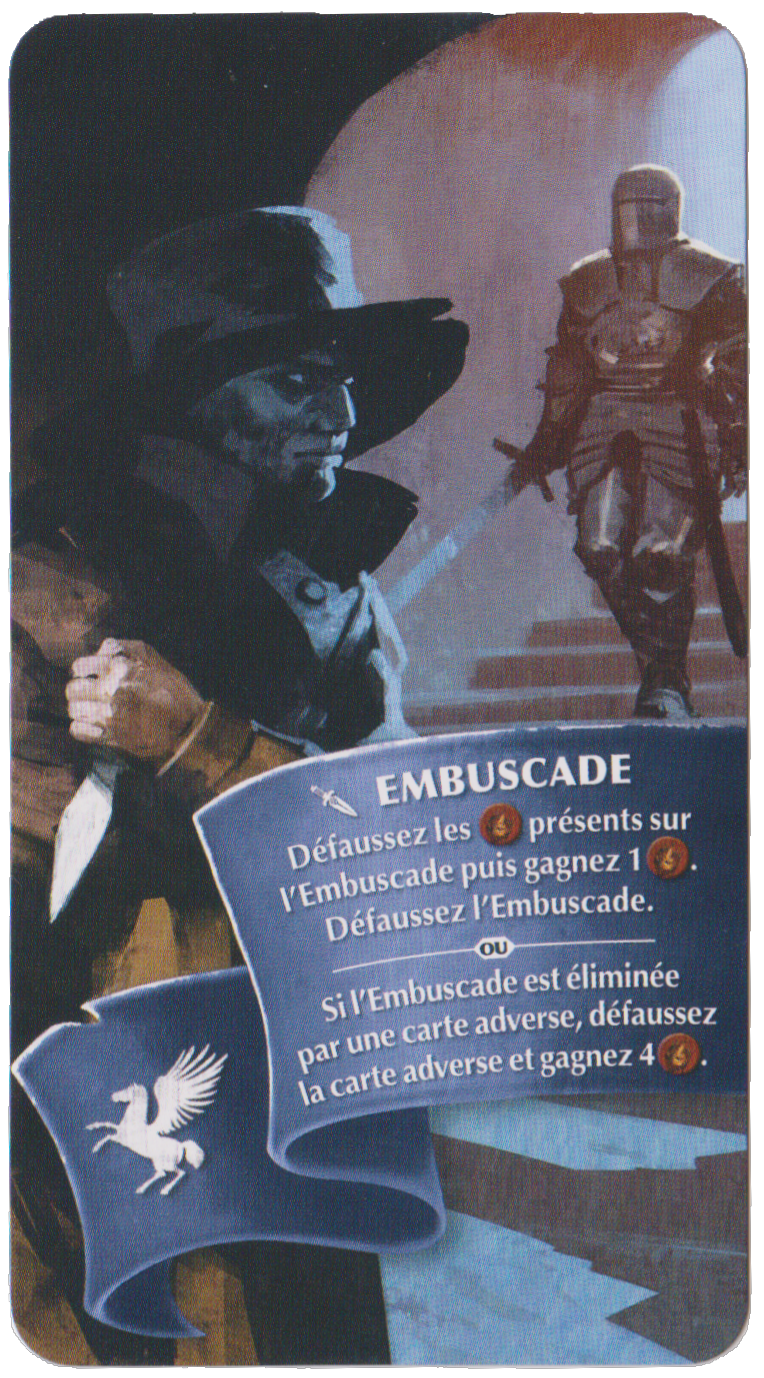 EMBUSCADE
Défaussez les présents sur
l'Embuscade puis gagnez 1 .
Défaussez l'Embuscade.
OU
Si l'Embuscade est éliminée
par une carte adverse, défaussez
la carte adverse et gagnez 4 .